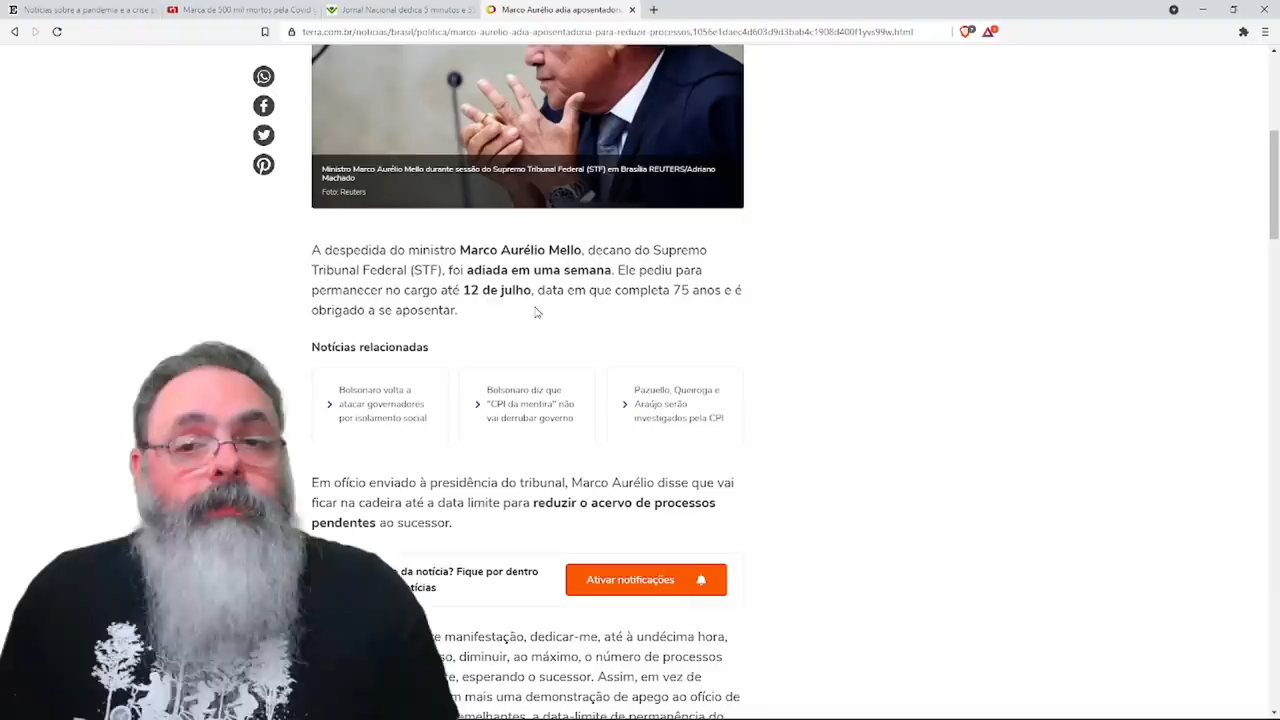 Notícias sobre a pandemia e a crise s
Marca de 500 mil mortos pela Covid
Jornal Nacional dedica 5 minutos e 3
Marco Aurélio adia aposentadoria
terra.com.br/noticias/brasil/politica/marco-aurelio-adia-aposentadoria-para-reduzir-processos,1056e1daec4d603d9d3bab4c1908d400f1yvs99w.html
Ministro Marco Aurélio Mello durante sessão do Supremo Tribunal Federal (STF) em Brasília REUTERS/Adriano
Machado
Foto: Reuters
A despedida do ministro Marco Aurélio Mello, decano do Supremo
Tribunal Federal (STF), foi adiada em uma semana. Ele pediu para
permanecer no cargo até 12 de julho, data em que completa 75 anos e é
obrigado a se aposentar.
Notícias relacionadas
Bolsonaro volta a
atacar governadores
por isolamento social
Bolsonaro diz que
"CPI da mentira" não
vai derrubar governo
Pazuello, Queiroga e
Araújo serão
investigados pela CPI
Em ofício enviado à presidência do tribunal, Marco Aurélio disse que vai
ficar na cadeira até a data limite para reduzir o acervo de processos
pendentes ao sucessor.
da notícia? Fique por dentro
tícias
Ativar notificações
e manifestação, dedicar-me, até à undécima hora,
so, diminuir, ao máximo, o número de processos
e, esperando o sucessor. Assim, em vez de
m mais uma demonstração de apego ao ofício de
emelhantes, a data-limite de permanência do